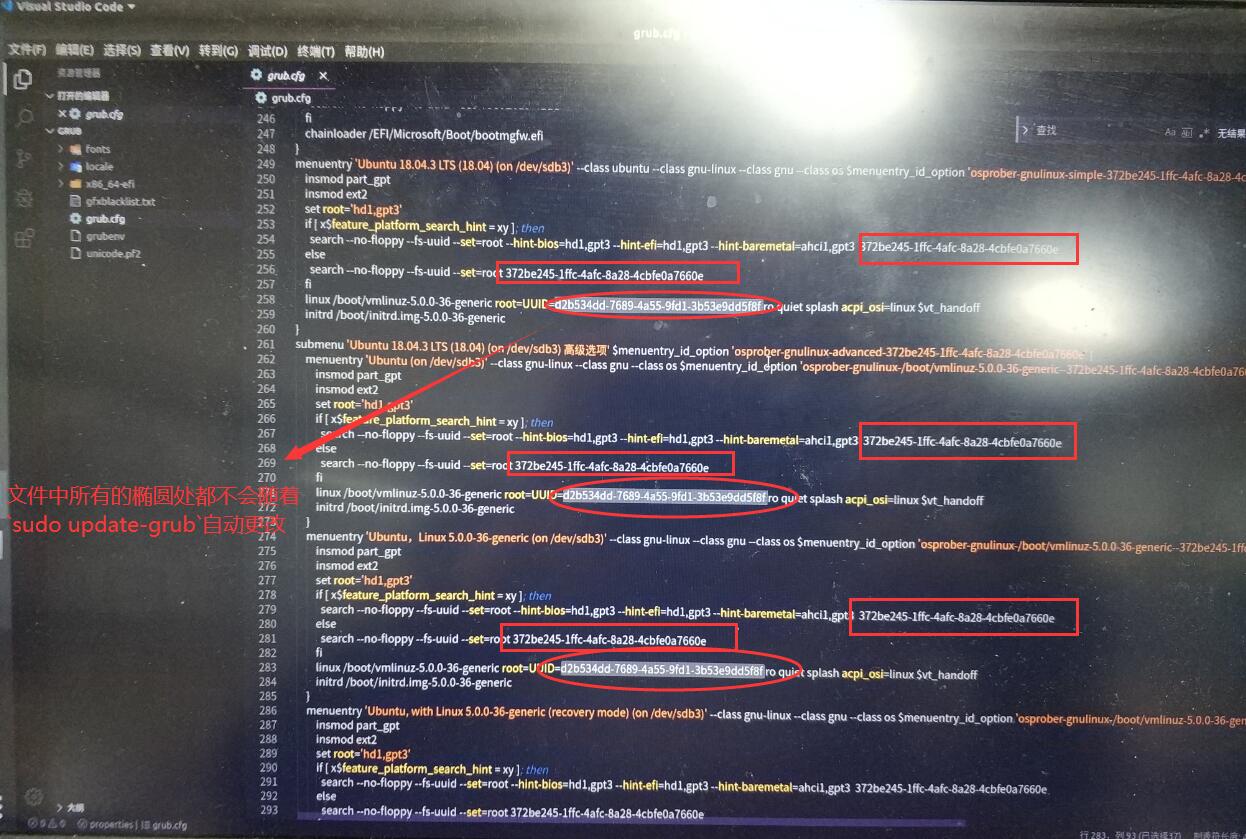 Visual Studio Code
grub.cfg
文件(F) 编辑(E) 选择(S) 查看(V) 转到(G) 调试(D) 终端(T) 帮助(H)
资源管理器
打开的编辑器
grub.cfg
GRUB
fonts
locale
x86_64-efi
gfxblacklist.txt
grub.cfg
grubenv
unicode.pf2
大纲
properties
grub.cfg
grub.cfg
grub.cfg
查找
无结果
246 fi
247 chainloader /EFI/Microsoft/Boot/bootmgfw.efi
248 }
249 menuentry 'Ubuntu 18.04.3 LTS (18.04) (on /dev/sdb3)' --class ubuntu --class gnu-linux --class gnu --class os $menuentry_id_option 'osprober-gnulinux-simple-372be245-1ffc-4afc-8a28-4c
250 insmod part_gpt
251 insmod ext2
252 set root='hd1,gpt3'
253 if [ x$feature_platform_search_hint = xy ]; then
254 search --no-floppy --fs-uuid --set=root --hint-bios=hd1,gpt3 --hint-efi=hd1,gpt3 --hint-baremetal=ahci1,gpt3 372be245-1ffc-4afc-8a28-4cbfe0a7660e
255 else
256 search --no-floppy --fs-uuid --set=root 372be245-1ffc-4afc-8a28-4cbfe0a7660e
257 fi
258 linux /boot/vmlinuz-5.0.0-36-generic root=UUID=d2b534dd-7689-4a55-9fd1-3b53e9dd5f8f ro quiet splash acpi_osi=linux $vt_handoff
259 initrd /boot/initrd.img-5.0.0-36-generic
260 }
261 submenu 'Ubuntu 18.04.3 LTS (18.04) (on /dev/sdb3) 高级选项' $menuentry_id_option 'osprober-gnulinux-advanced-372be245-1ffc-4afc-8a28-4cbfe0a7660e'
262 menuentry 'Ubuntu (on /dev/sdb3)' --class gnu-linux --class gnu --class os $menuentry_id_option 'osprober-gnulinux-/boot/vmlinuz-5.0.0-36-generic--372be245-1ffc-4afc-8a28-4cbfe0a766
263 insmod part_gpt
264 insmod ext2
265 set root='hd1,gpt3'
266 if [ x$feature_platform_search_hint = xy ]; then
267 search --no-floppy --fs-uuid --set=root --hint-bios=hd1,gpt3 --hint-efi=hd1,gpt3 --hint-baremetal=ahci1,gpt3 372be245-1ffc-4afc-8a28-4cbfe0a7660e
268 else
269 search --no-floppy --fs-uuid --set=root 372be245-1ffc-4afc-8a28-4cbfe0a7660e
270 fi
linux /boot/vmlinuz-5.0.0-36-generic root=UUID=d2b534dd-7689-4a55-9fd1-3b53e9dd5f8f ro quiet splash acpi_osi=linux $vt_handoff
272 initrd /boot/initrd.img-5.0.0-36-generic
273 }
文件中所有的椭圆处都不会随着
`sudo update-grub`自动更改
274 menuentry 'Ubuntu，Linux 5.0.0-36-generic (on /dev/sdb3)' --class gnu-linux --class gnu --class os $menuentry_id_option 'osprober-gnulinux-/boot/vmlinuz-5.0.0-36-generic--372be245-1ff
275 insmod part_gpt
276 insmod ext2
277 set root='hd1,gpt3'
278 if [ x$feature_platform_search_hint = xy ]; then
279 search --no-floppy --fs-uuid --set=root --hint-bios=hd1,gpt3 --hint-efi=hd1,gpt3 --hint-baremetal=ahci1,gpt3 372be245-1ffc-4afc-8a28-4cbfe0a7660e
280 else
281 search --no-floppy --fs-uuid --set=root 372be245-1ffc-4afc-8a28-4cbfe0a7660e
282 fi
283 linux /boot/vmlinuz-5.0.0-36-generic root=UUID=d2b534dd-7689-4a55-9fd1-3b53e9dd5f8f ro quiet splash acpi_osi=linux $vt_handoff
284 initrd /boot/initrd.img-5.0.0-36-generic
285 }
286 menuentry 'Ubuntu, with Linux 5.0.0-36-generic (recovery mode) (on /dev/sdb3)' --class gnu-linux --class gnu --class os $menuentry_id_option 'osprober-gnulinux-/boot/vmlinuz-5.0.0-36-gen
287 insmod part_gpt
288 insmod ext2
289 set root='hd1,gpt3'
290 if [ x$feature_platform_search_hint = xy ]; then
291 search --no-floppy --fs-uuid --set=root --hint-bios=hd1,gpt3 --hint-efi=hd1,gpt3 --hint-baremetal=ahci1,gpt3 372be245-1ffc-4afc-8a28-4cbfe0a7660e
292 else
293 search --no-floppy --fs-uuid --set=root 372be245-1ffc-4afc-8a28-4cbfe0a7660e
行 283，列 93 (已选择37)